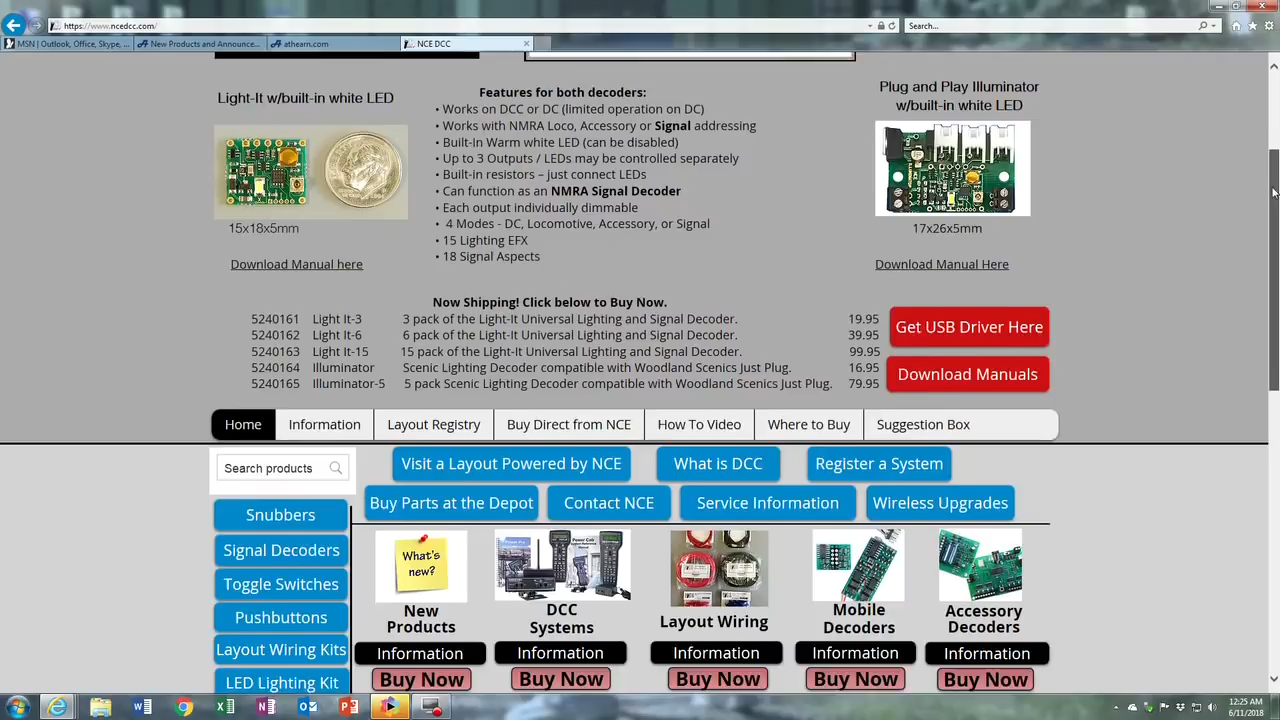 https://www.ncedcc.com/
Search...
MSN | Outlook, Office, Skype, ...
New Products and Announce...
athearn.com
NCE DCC
Light-It w/built-in white LED
15x18x5mm
Download Manual here
Features for both decoders:
• Works on DCC or DC (limited operation on DC)
• Works with NMRA Loco, Accessory or Signal addressing
• Built-In Warm white LED (can be disabled)
• Up to 3 Outputs / LEDs may be controlled separately
• Built-in resistors – just connect LEDs
• Can function as an NMRA Signal Decoder
• Each output individually dimmable
• 4 Modes - DC, Locomotive, Accessory, or Signal
• 15 Lighting EFX
• 18 Signal Aspects
Plug and Play Illuminator
w/built-in white LED
17x26x5mm
Download Manual Here
Now Shipping! Click below to Buy Now.
5240161 Light It-3 3 pack of the Light-It Universal Lighting and Signal Decoder. 19.95
5240162 Light It-6 6 pack of the Light-It Universal Lighting and Signal Decoder. 39.95
5240163 Light It-15 15 pack of the Light-It Universal Lighting and Signal Decoder. 99.95
5240164 Illuminator Scenic Lighting Decoder compatible with Woodland Scenics Just Plug. 16.95
5240165 Illuminator-5 5 pack Scenic Lighting Decoder compatible with Woodland Scenics Just Plug. 79.95
Get USB Driver Here
Download Manuals
Home Information Layout Registry Buy Direct from NCE How To Video Where to Buy Suggestion Box
Search products
Visit a Layout Powered by NCE What is DCC Register a System
Buy Parts at the Depot Contact NCE Service Information Wireless Upgrades
Snubbers
Signal Decoders
Toggle Switches
Pushbuttons
Layout Wiring Kits
LED Lighting Kit
What's
new?
New
Products
Information
Buy Now
DCC
Systems
Information
Buy Now
Layout Wiring
Information
Buy Now
Mobile
Decoders
Information
Buy Now
Accessory
Decoders
Information
Buy Now
12:25 AM
6/11/2018